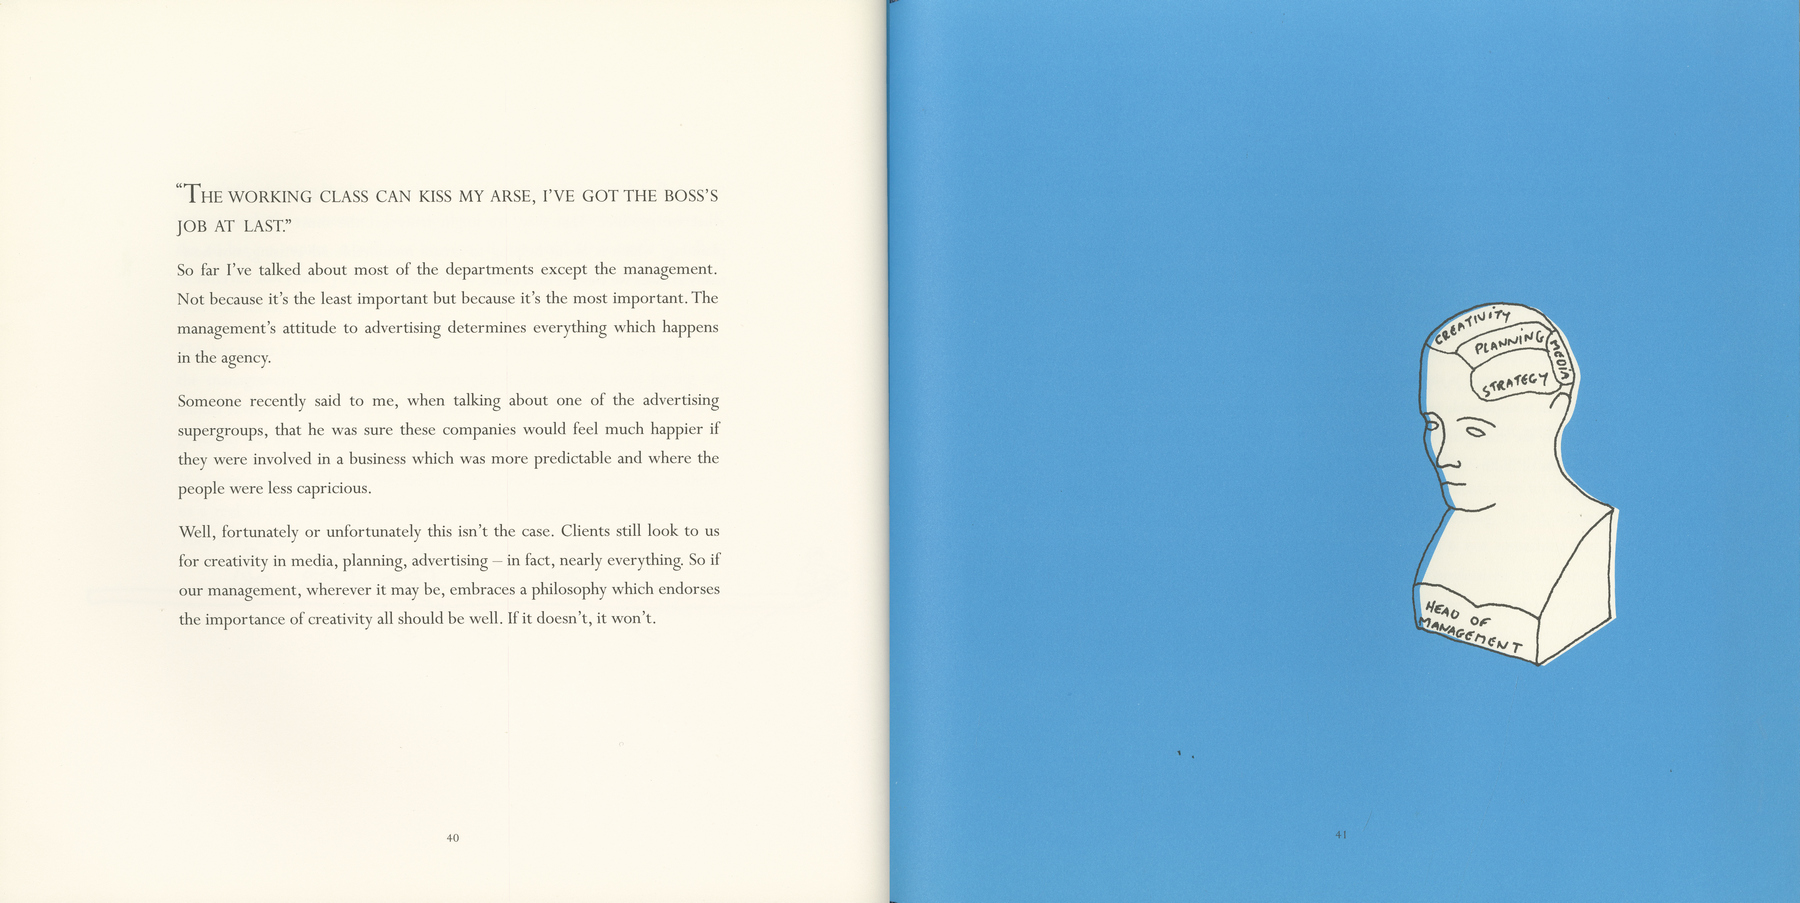 “THE WORKING CLASS CAN KISS MY ARSE, I’VE GOT THE BOSS’S
JOB AT LAST.”
So far I’ve talked about most of the departments except the management.
Not because it’s the least important but because it’s the most important. The
management’s attitude to advertising determines everything which happens
in the agency.
Someone recently said to me, when talking about one of the advertising
supergroups, that he was sure these companies would feel much happier if
they were involved in a business which was more predictable and where the
people were less capricious.
Well, fortunately or unfortunately this isn’t the case. Clients still look to us
for creativity in media, planning, advertising – in fact, nearly everything. So if
our management, wherever it may be, embraces a philosophy which endorses
the importance of creativity all should be well. If it doesn’t, it won’t.
40
CREATIVITY
PLANNING
MEDIA
STRATEGY
HEAD OF
MANAGEMENT
41